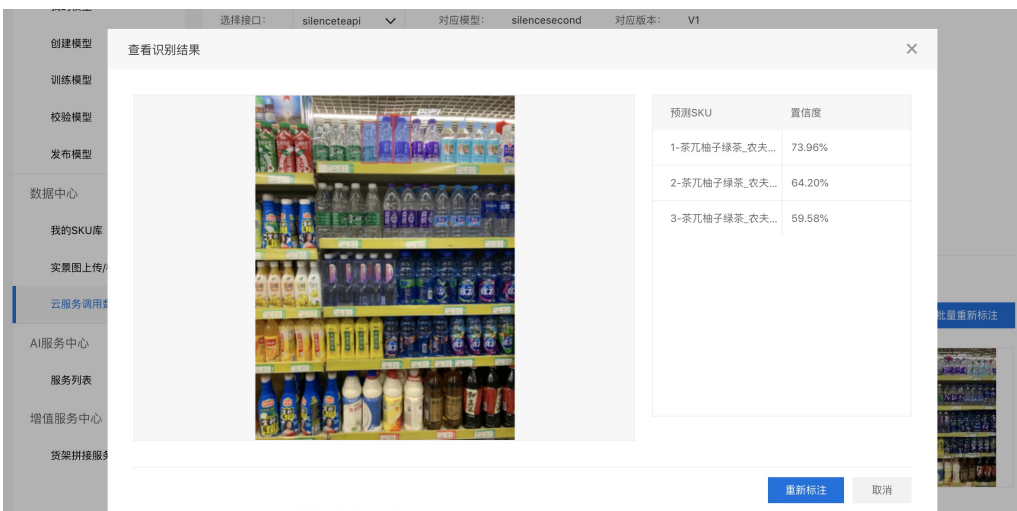 选择接口: silenceteapi 对应模型: silencesecond 对应版本: V1
创建模型
训练模型
校验模型
发布模型
数据中心
我的SKU库
实景图上传/
云服务调用数
AI服务中心
服务列表
增值服务中心
货架拼接服务
查看识别结果
预测SKU 置信度
1-茶兀柚子绿茶_农夫... 73.96%
2-茶兀柚子绿茶_农夫... 64.20%
3-茶兀柚子绿茶_农夫... 59.58%
批量重新标注
重新标注 取消